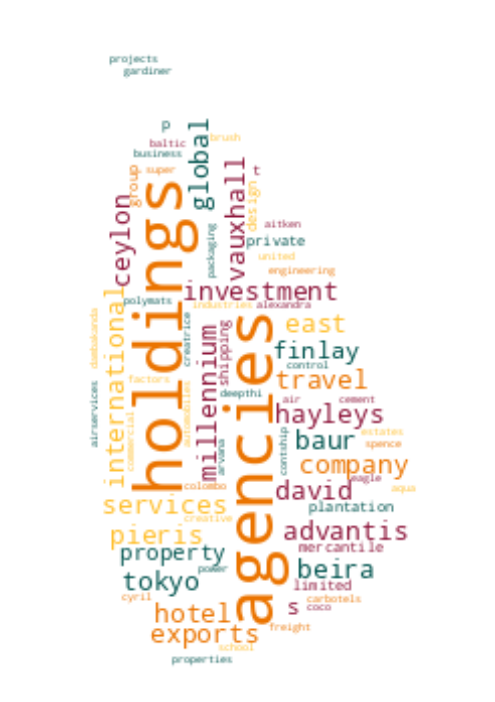 projects
gardiner
p
global
brush
baltic
business
super
group
t
vauxhall
design
aitken
private
packaging
united
engineering
ceylon
holdings
investment
polymats
industries
alexandra
international
dambakanda
creatrice
millennium
shipping
agencies
east
finlay
control
factors
travel
deepthi
air
cement
airservices
commercial
automobiles
hayleys
arvana
contship
baur
estates
spence
company
eagle
colombo
david
aqua
services
creative
plantation
pieris
advantis
property
mercantile
power
beira
tokyo
limited
cyril
carbotels
hotel
s
coco
exports
freight
school
properties